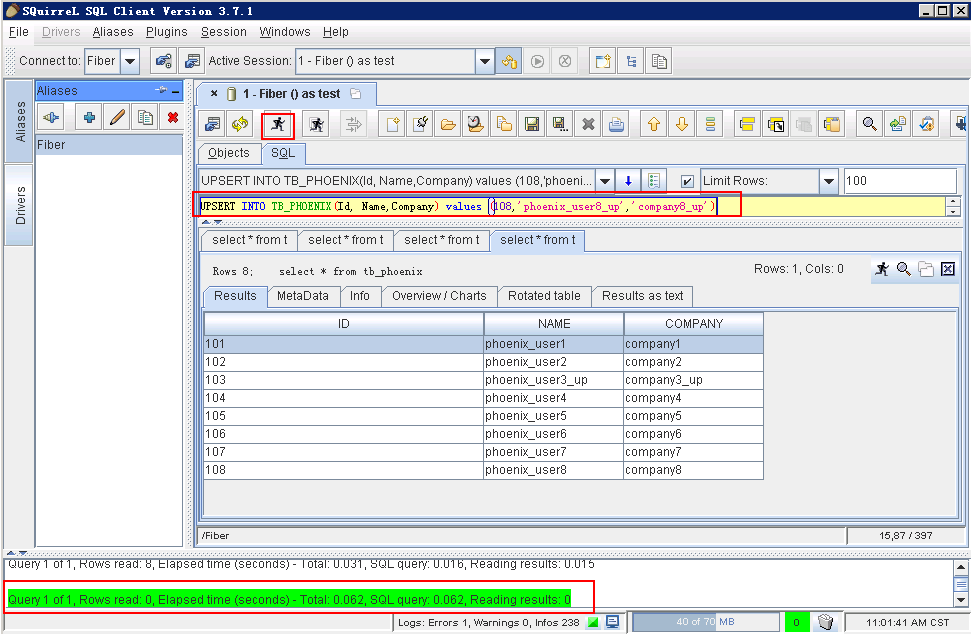 SQuirreL SQL Client Version 3.7.1
File Drivers Aliases Plugins Session Windows Help
Connect to: Fiber Active Session: 1 - Fiber () as test
Aliases
Drivers
Aliases
Fiber
1 - Fiber () as test
Objects SQL
UPSERT INTO TB_PHOENIX(Id, Name,Company) values (108,'phoeni... Limit Rows: 100
UPSERT INTO TB_PHOENIX(Id, Name,Company) values (108,'phoenix_user8_up','company8_up')
select * from t select * from t select * from t select * from t
Rows 8; select * from tb_phoenix Rows: 1, Cols: 0
Results MetaData Info Overview / Charts Rotated table Results as text
ID NAME COMPANY
101 phoenix_user1 company1
102 phoenix_user2 company2
103 phoenix_user3_up company3_up
104 phoenix_user4 company4
105 phoenix_user5 company5
106 phoenix_user6 company6
107 phoenix_user7 company7
108 phoenix_user8 company8
/Fiber 15,87 / 397
Query 1 of 1, Rows read: 8, Elapsed time (seconds) - Total: 0.031, SQL query: 0.016, Reading results: 0.015
Query 1 of 1, Rows read: 0, Elapsed time (seconds) - Total: 0.062, SQL query: 0.062, Reading results: 0
Logs: Errors 1, Warnings 0, Infos 238 40 of 70 MB 0 11:01:41 AM CST